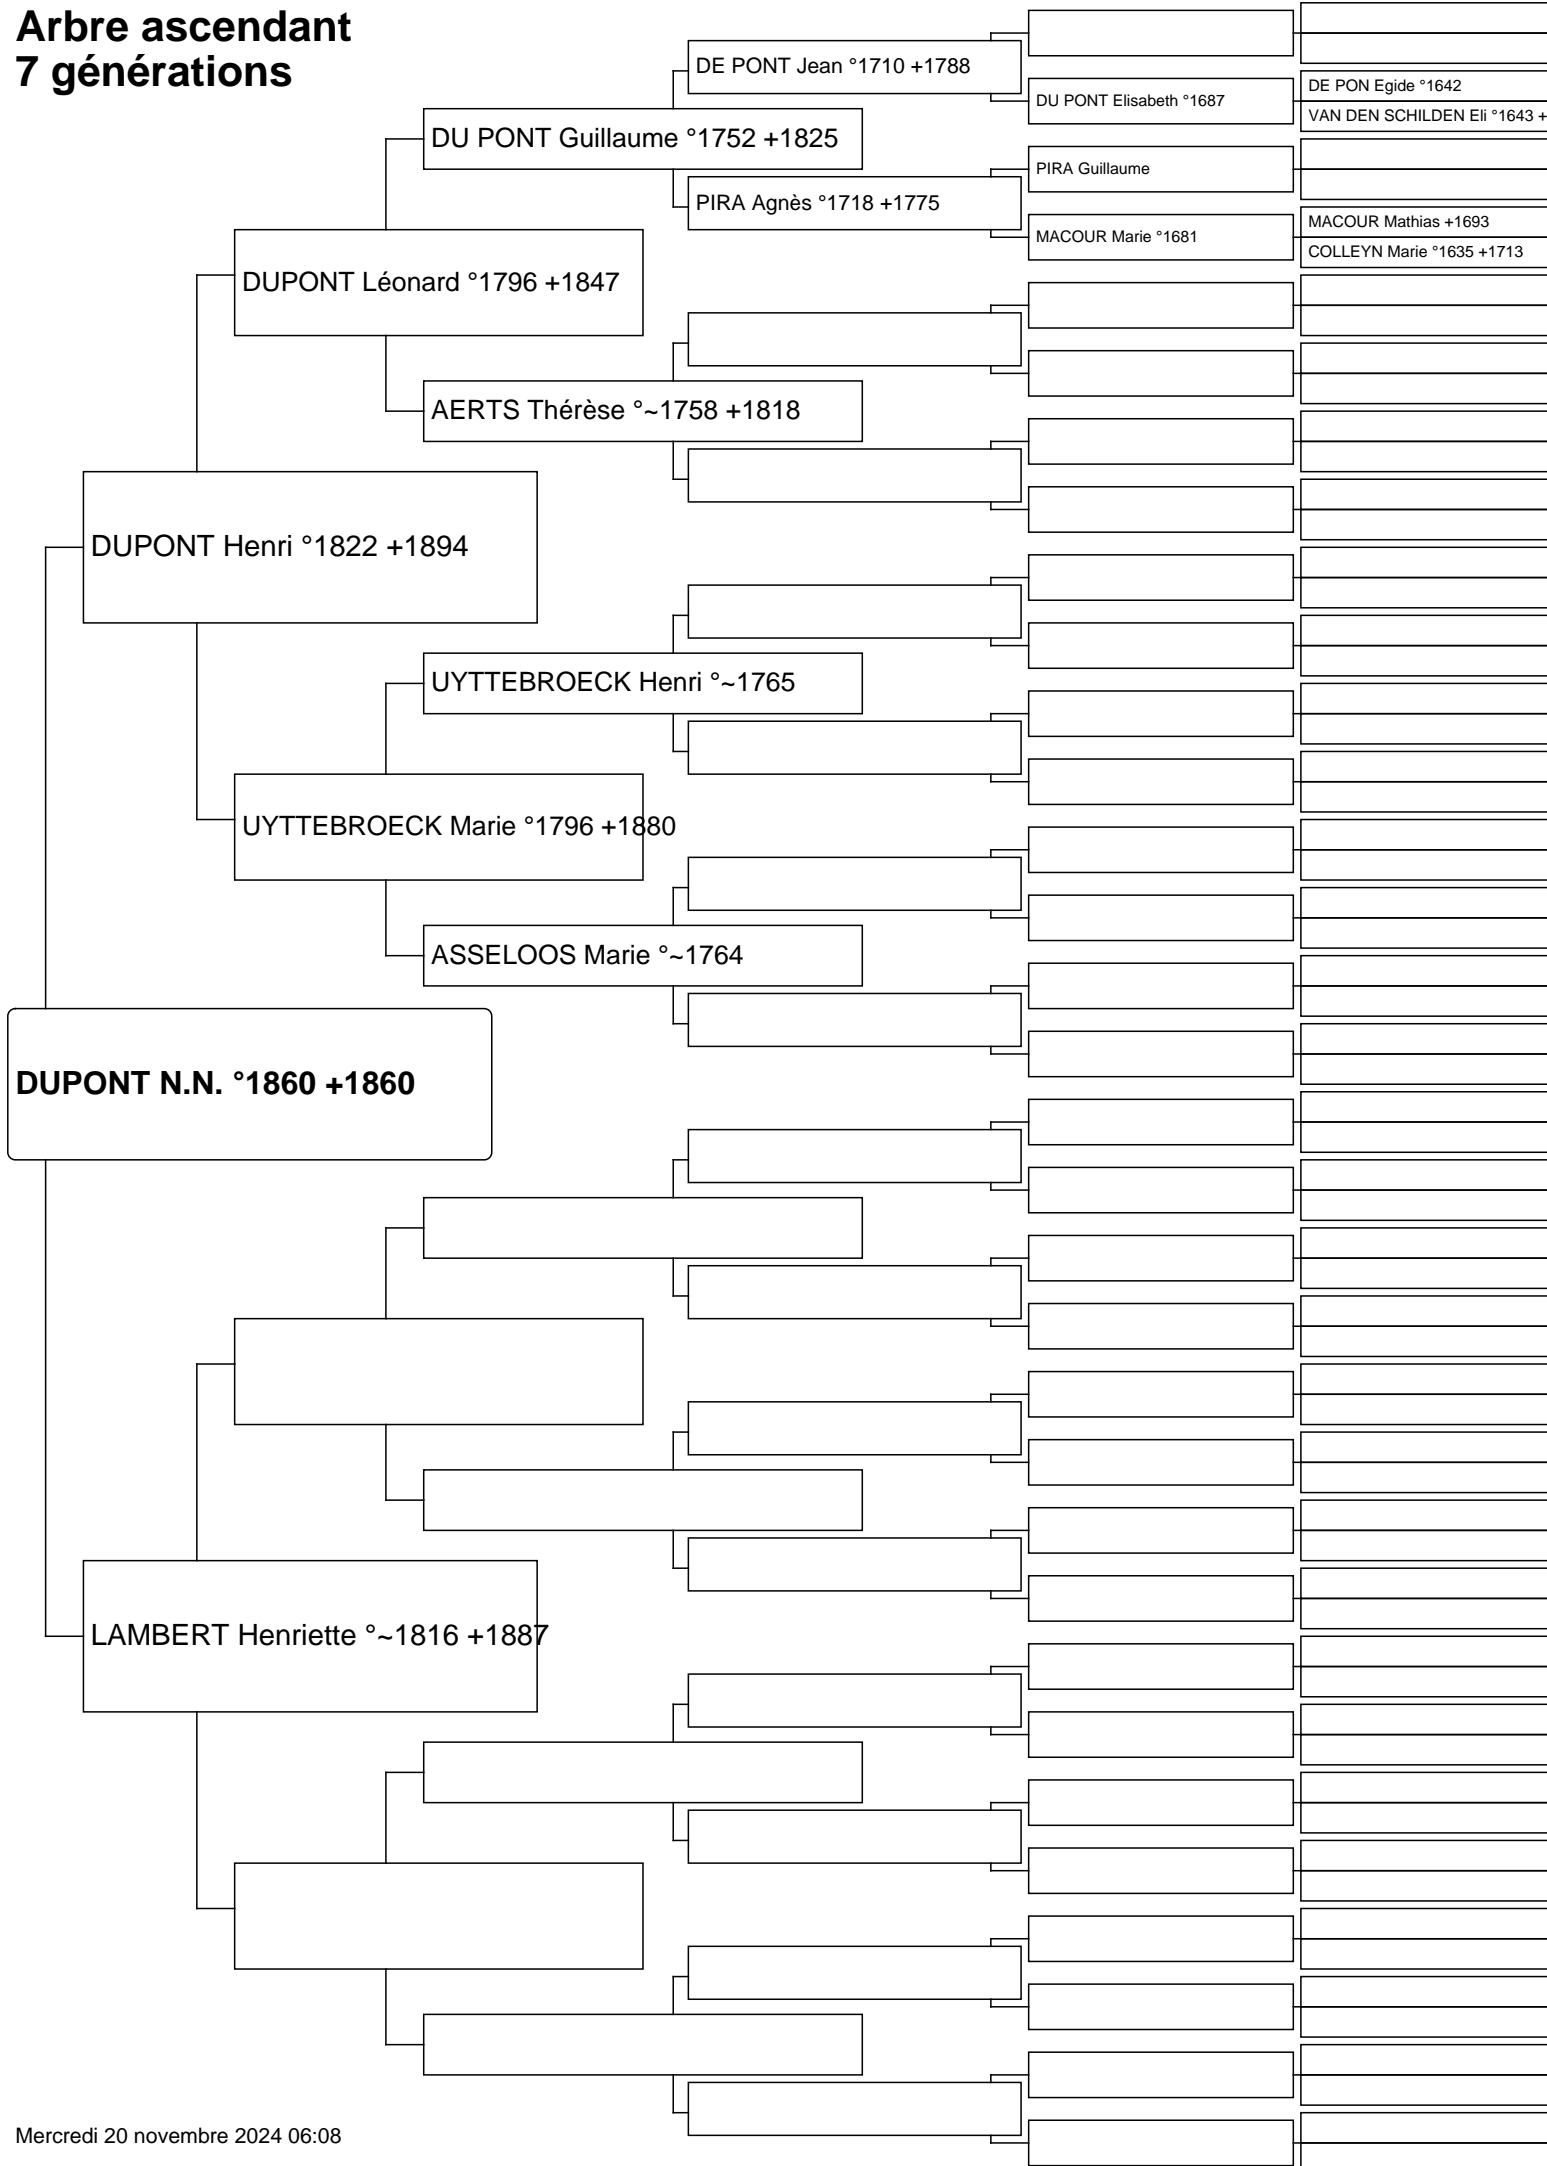 Arbre ascendant
7 générations
DE PONT Jean °1710 +1788
DU PONT Elisabeth °1687
DE PON Egide °1642
VAN DEN SCHILDEN Eli °1643 +
DU PONT Guillaume °1752 +1825
PIRA Guillaume
PIRA Agnès °1718 +1775
MACOUR Marie °1681
MACOUR Mathias +1693
COLLEYN Marie °1635 +1713
DUPONT Léonard °1796 +1847
AERTS Thérèse °~1758 +1818
DUPONT Henri °1822 +1894
UYTTEBROECK Henri °~1765
UYTTEBROECK Marie °1796 +1880
ASSELOOS Marie °~1764
DUPONT N.N. °1860 +1860
LAMBERT Henriette °~1816 +1887
Mercredi 20 novembre 2024 06:08